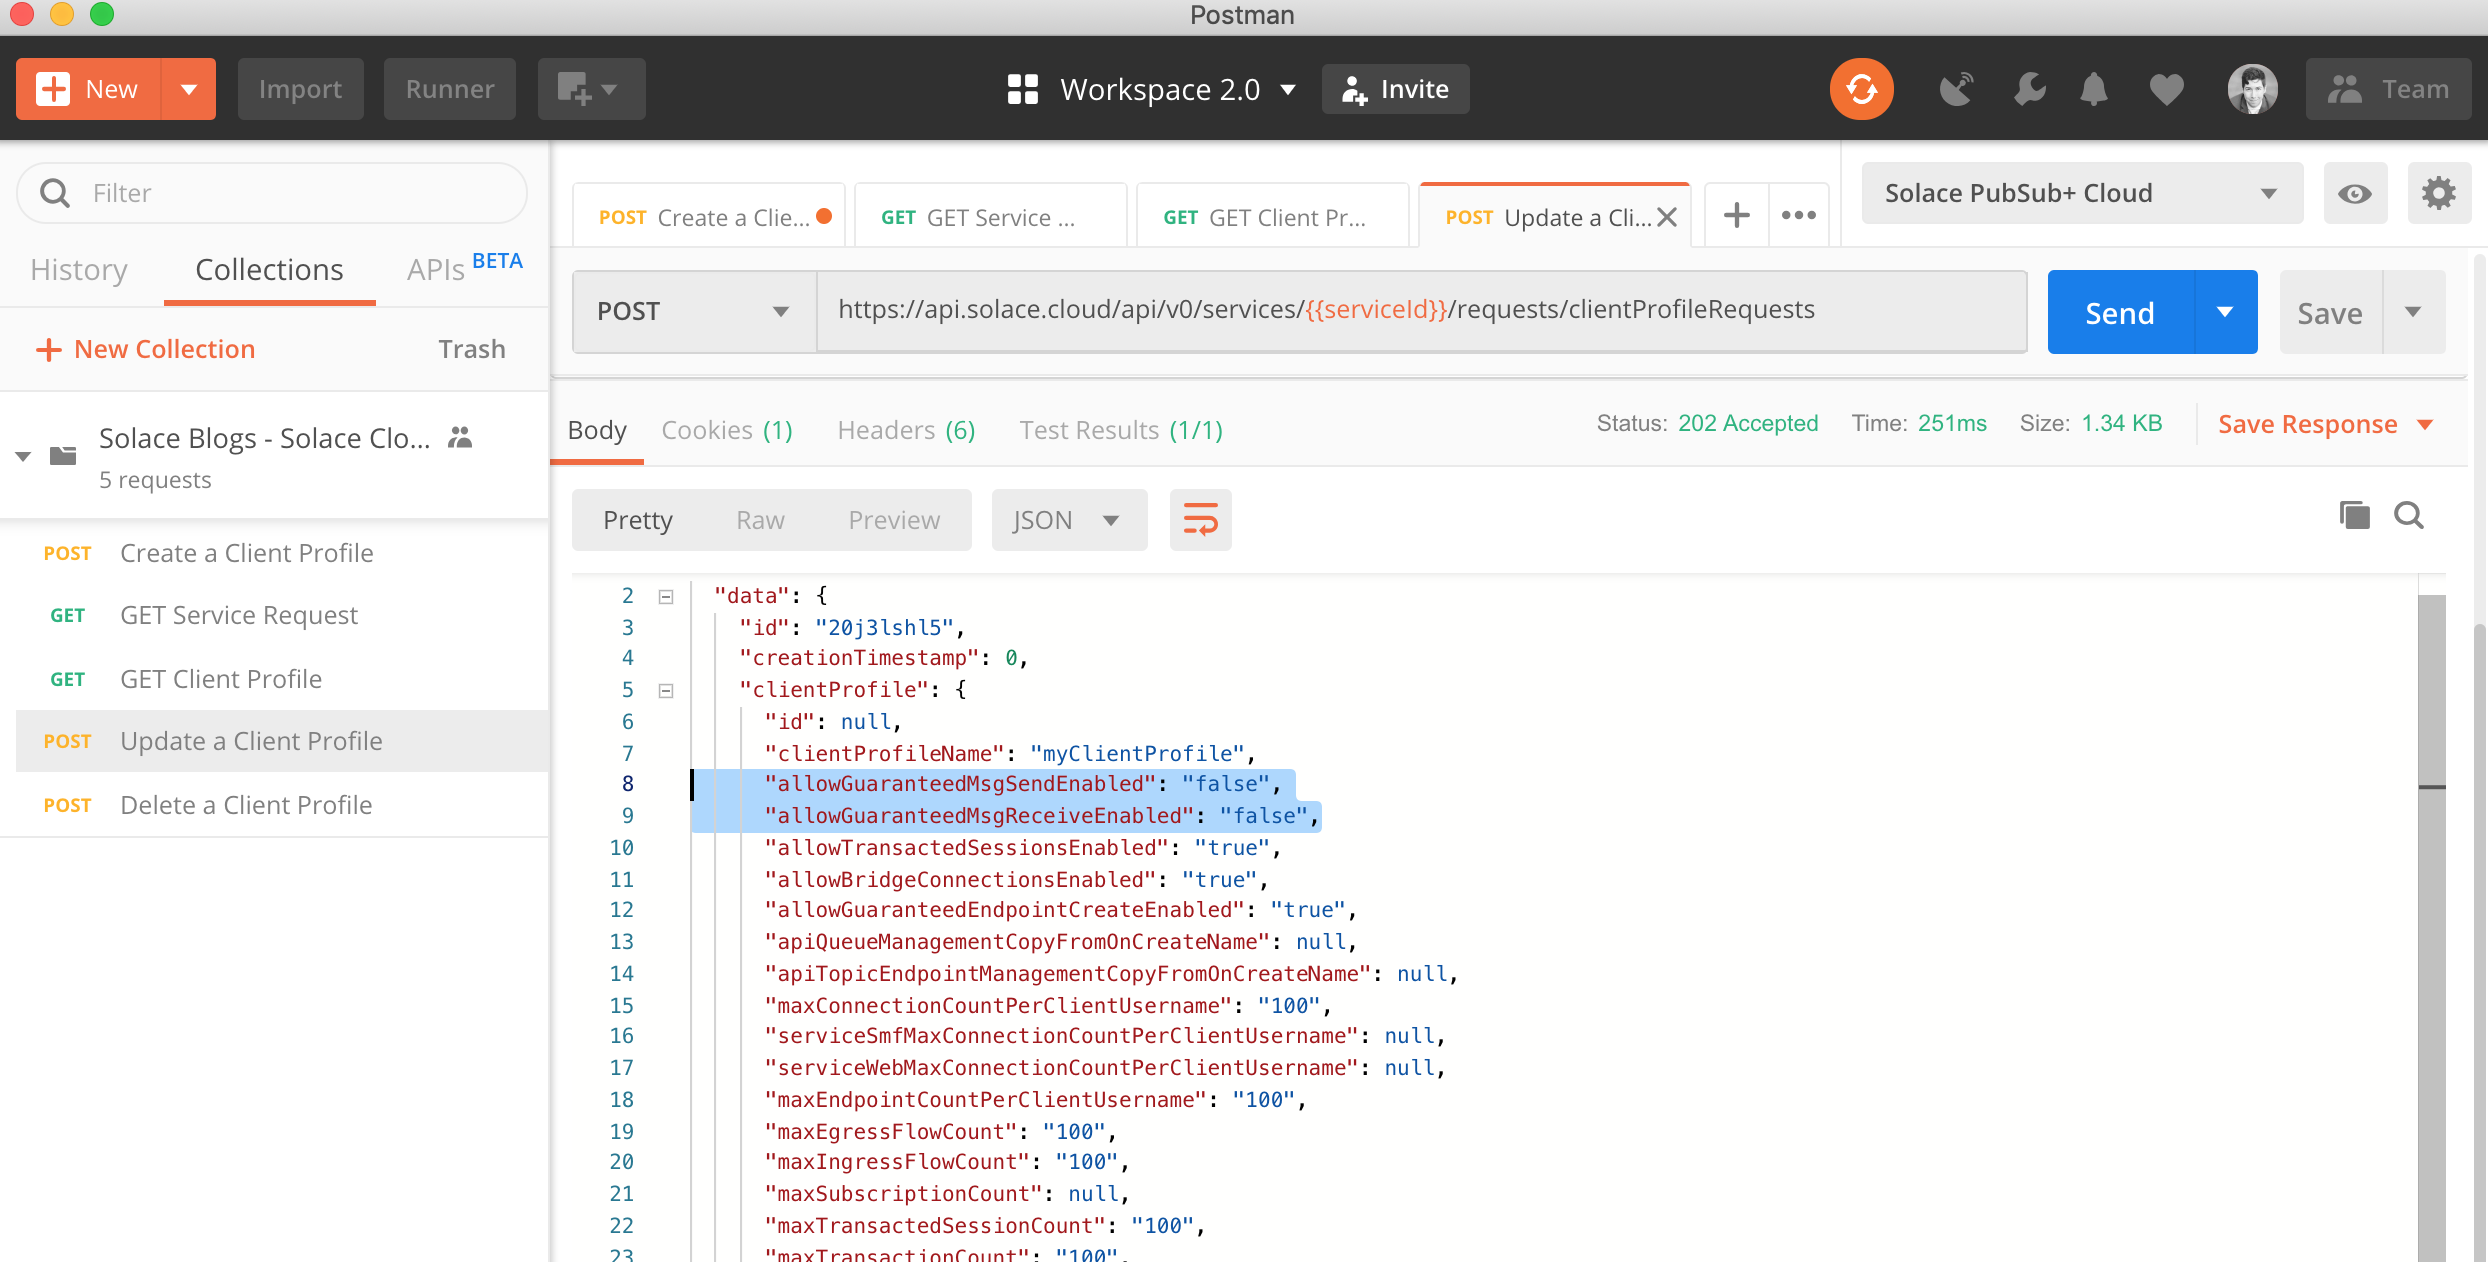 Postman
New
Import
Runner
Workspace 2.0
Invite
Team
Filter
History
Collections
APIs BETA
New Collection
Trash
Solace Blogs - Solace Clo...
5 requests
POST Create a Client Profile
GET GET Service Request
GET GET Client Profile
POST Update a Client Profile
POST Delete a Client Profile
POST Create a Clie...
GET GET Service ...
GET GET Client Pr...
POST Update a Cli...
Solace PubSub+ Cloud
POST
https://api.solace.cloud/api/v0/services/{{serviceId}}/requests/clientProfileRequests
Send
Save
Body
Cookies (1)
Headers (6)
Test Results (1/1)
Status: 202 Accepted
Time: 251ms
Size: 1.34 KB
Save Response
Pretty
Raw
Preview
JSON
2 "data": {
3 "id": "20j3lshl5",
4 "creationTimestamp": 0,
5 "clientProfile": {
6 "id": null,
7 "clientProfileName": "myClientProfile",
8 "allowGuaranteedMsgSendEnabled": "false",
9 "allowGuaranteedMsgReceiveEnabled": "false",
10 "allowTransactedSessionsEnabled": "true",
11 "allowBridgeConnectionsEnabled": "true",
12 "allowGuaranteedEndpointCreateEnabled": "true",
13 "apiQueueManagementCopyFromOnCreateName": null,
14 "apiTopicEndpointManagementCopyFromOnCreateName": null,
15 "maxConnectionCountPerClientUsername": "100",
16 "serviceSmfMaxConnectionCountPerClientUsername": null,
17 "serviceWebMaxConnectionCountPerClientUsername": null,
18 "maxEndpointCountPerClientUsername": "100",
19 "maxEgressFlowCount": "100",
20 "maxIngressFlowCount": "100",
21 "maxSubscriptionCount": null,
22 "maxTransactedSessionCount": "100",
23 "maxTransactionCount": "100",